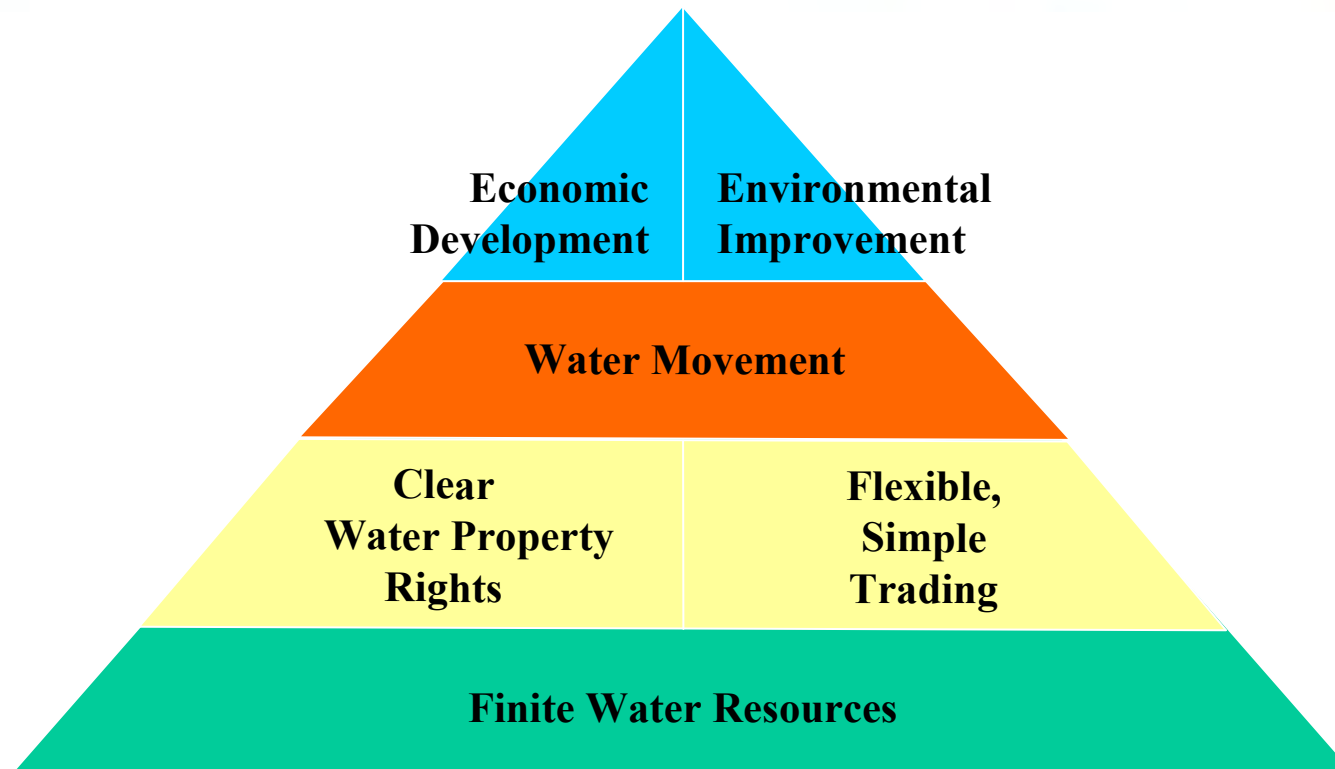 Economic
Development
Environmental
Improvement
Water Movement
Clear
Water Property
Rights
Flexible,
Simple
Trading
Finite Water Resources